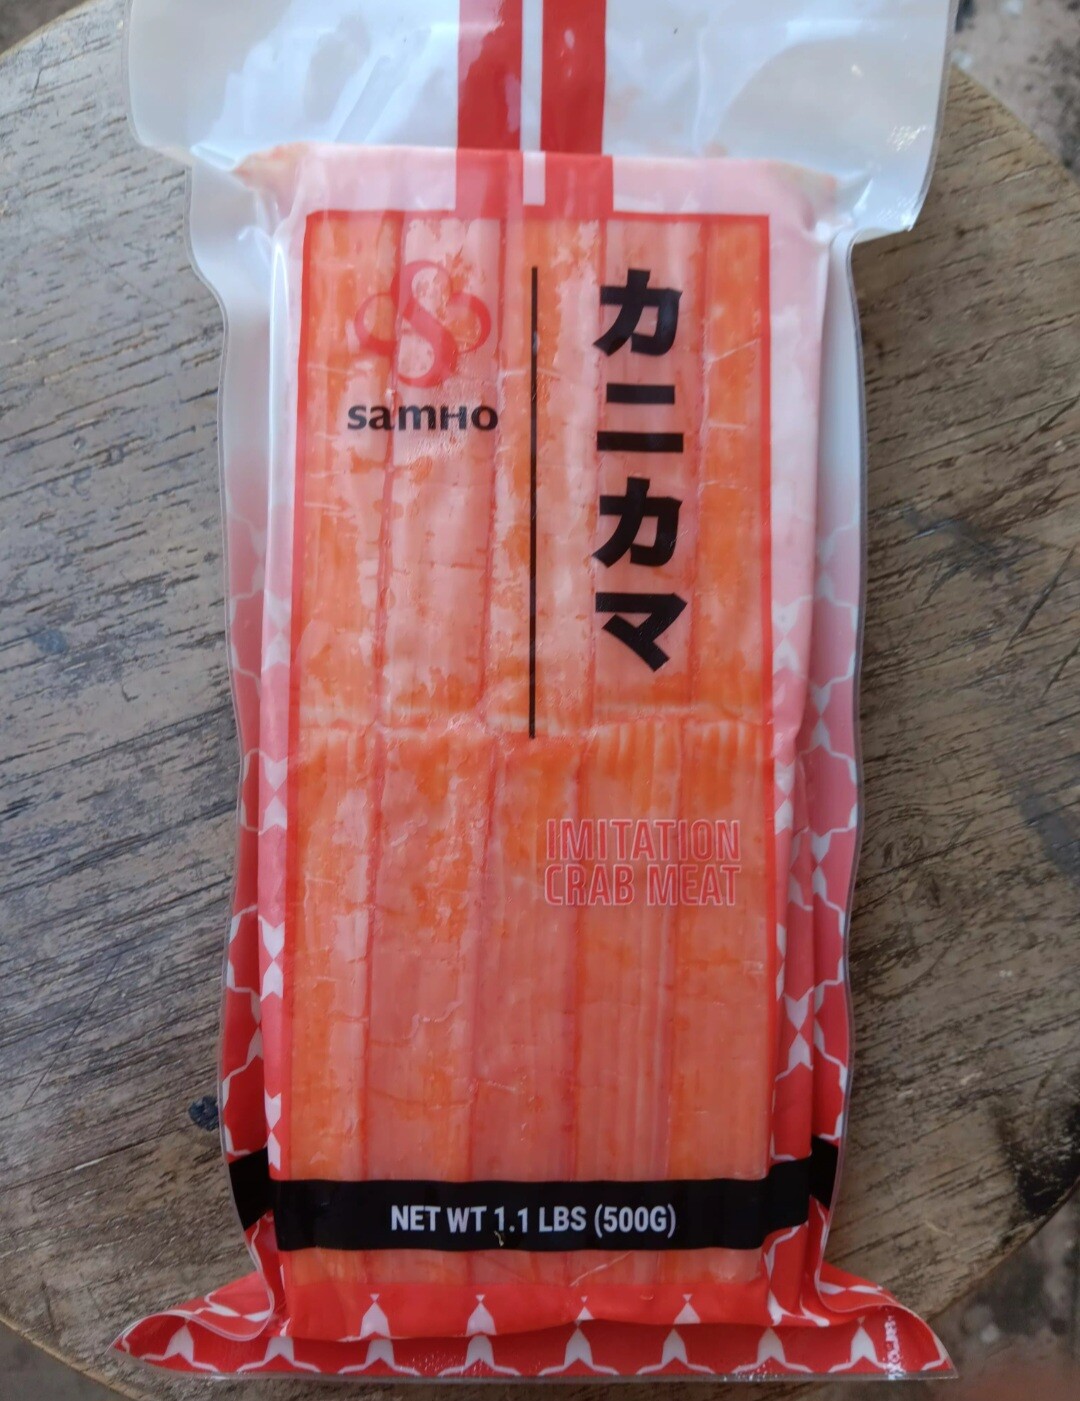 samHO
カニカマ
IMITATION
CRAB MEAT
NET WT 1.1 LBS (500G)